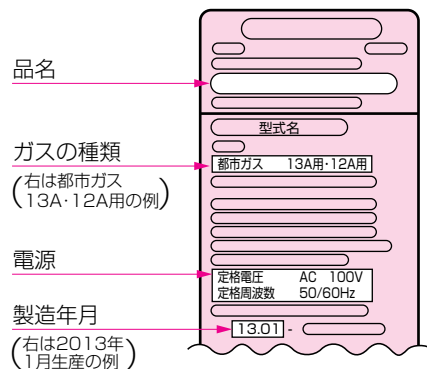 品名
型式名
ガスの種類
(右は都市ガス
13A・12A用の例)
都市ガス 13A用・12A用
電源
定格電圧 AC 100V
定格周波数 50/60Hz
製造年月
(右は2013年
1月生産の例)
13.01 -